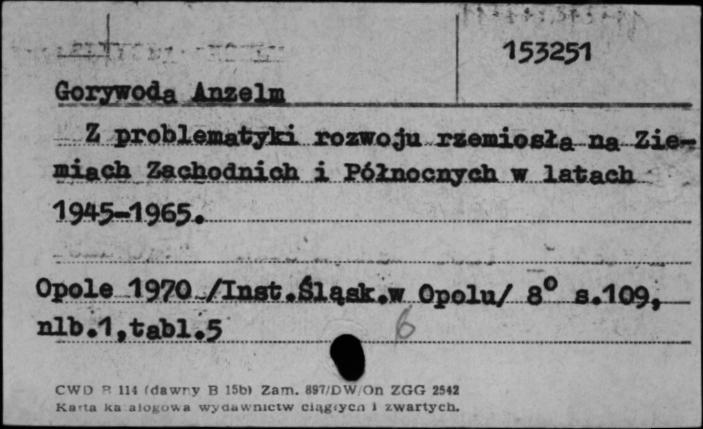 153251
Gorywoda Anzelm
Z problematyki rozwoju rzemiosła na Zie-
miach Zachodnich i Północnych w latach
1945-1965.
Opole 1970 /Inst.Śląsk.w Opolu/ 8° s.109,
nlb.1,tabl.5
6
CWD B 114 (dawny B 15b) Zam. 897/DW/On ZGG 2542
Karta katalogowa wydawnictw ciągłych i zwartych.